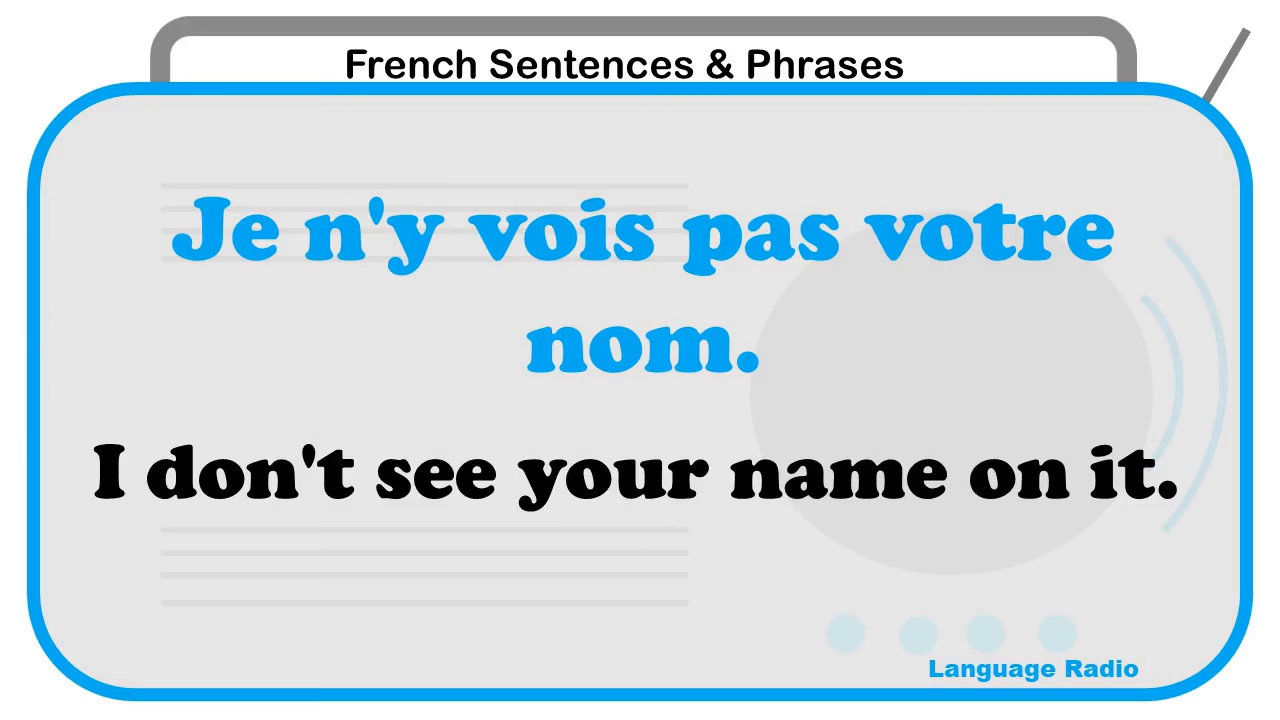 French Sentences & Phrases
Je n'y vois pas votre
nom.
I don't see your name on it.
Language Radio